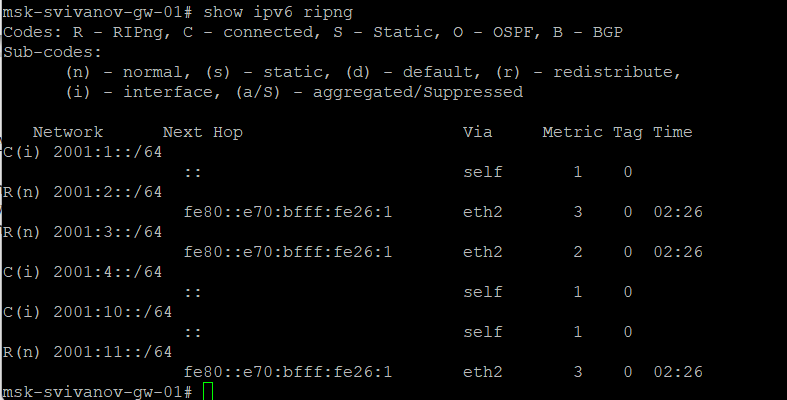 msk-svivanov-gw-01# show ipv6 ripng
Codes: R - RIPng, C - connected, S - Static, O - OSPF, B - BGP
Sub-codes:
      (n) - normal, (s) - static, (d) - default, (r) - redistribute,
      (i) - interface, (a/S) - aggregated/Suppressed

   Network      Next Hop                      Via     Metric Tag Time
C(i) 2001:1::/64
                  ::                          self       1    0
R(n) 2001:2::/64
                  fe80::e70:bfff:fe26:1       eth2       3    0  02:26
R(n) 2001:3::/64
                  fe80::e70:bfff:fe26:1       eth2       2    0  02:26
C(i) 2001:4::/64
                  ::                          self       1    0
C(i) 2001:10::/64
                  ::                          self       1    0
R(n) 2001:11::/64
                  fe80::e70:bfff:fe26:1       eth2       3    0  02:26
msk-svivanov-gw-01#